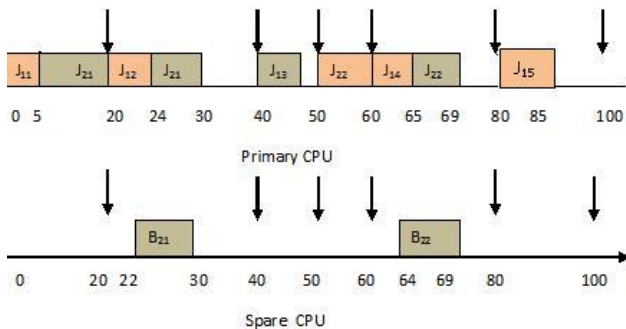 J₁₁ J₂₁ J₁₂ J₂₁ J₁₃ J₂₂ J₁₄ J₂₂ J₁₅
0 5 20 24 30 40 47 50 60 65 69 80 85 100
Primary CPU
B₂₁ B₂₂
0 20 22 30 40 50 60 64 69 80 100
Spare CPU